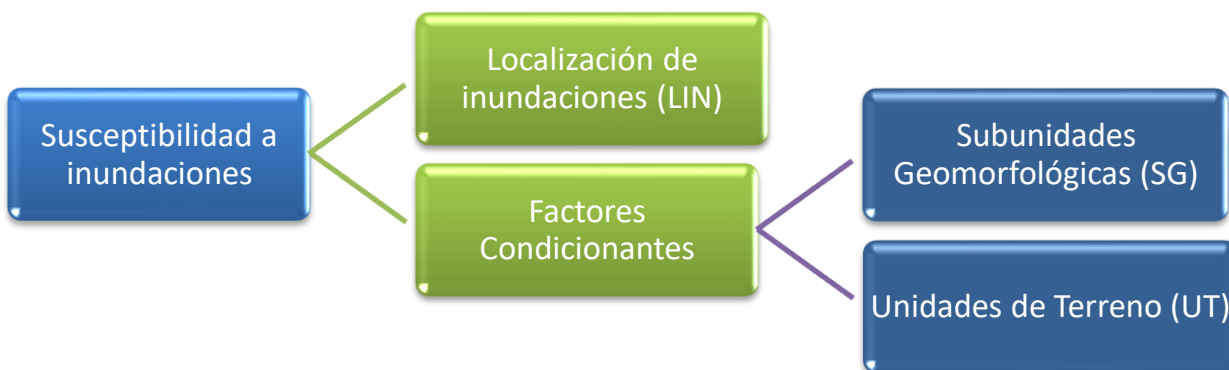 Susceptibilidad a
inundaciones
Localización de
inundaciones (LIN)
Factores
Condicionantes
Subunidades
Geomorfológicas (SG)
Unidades de Terreno (UT)